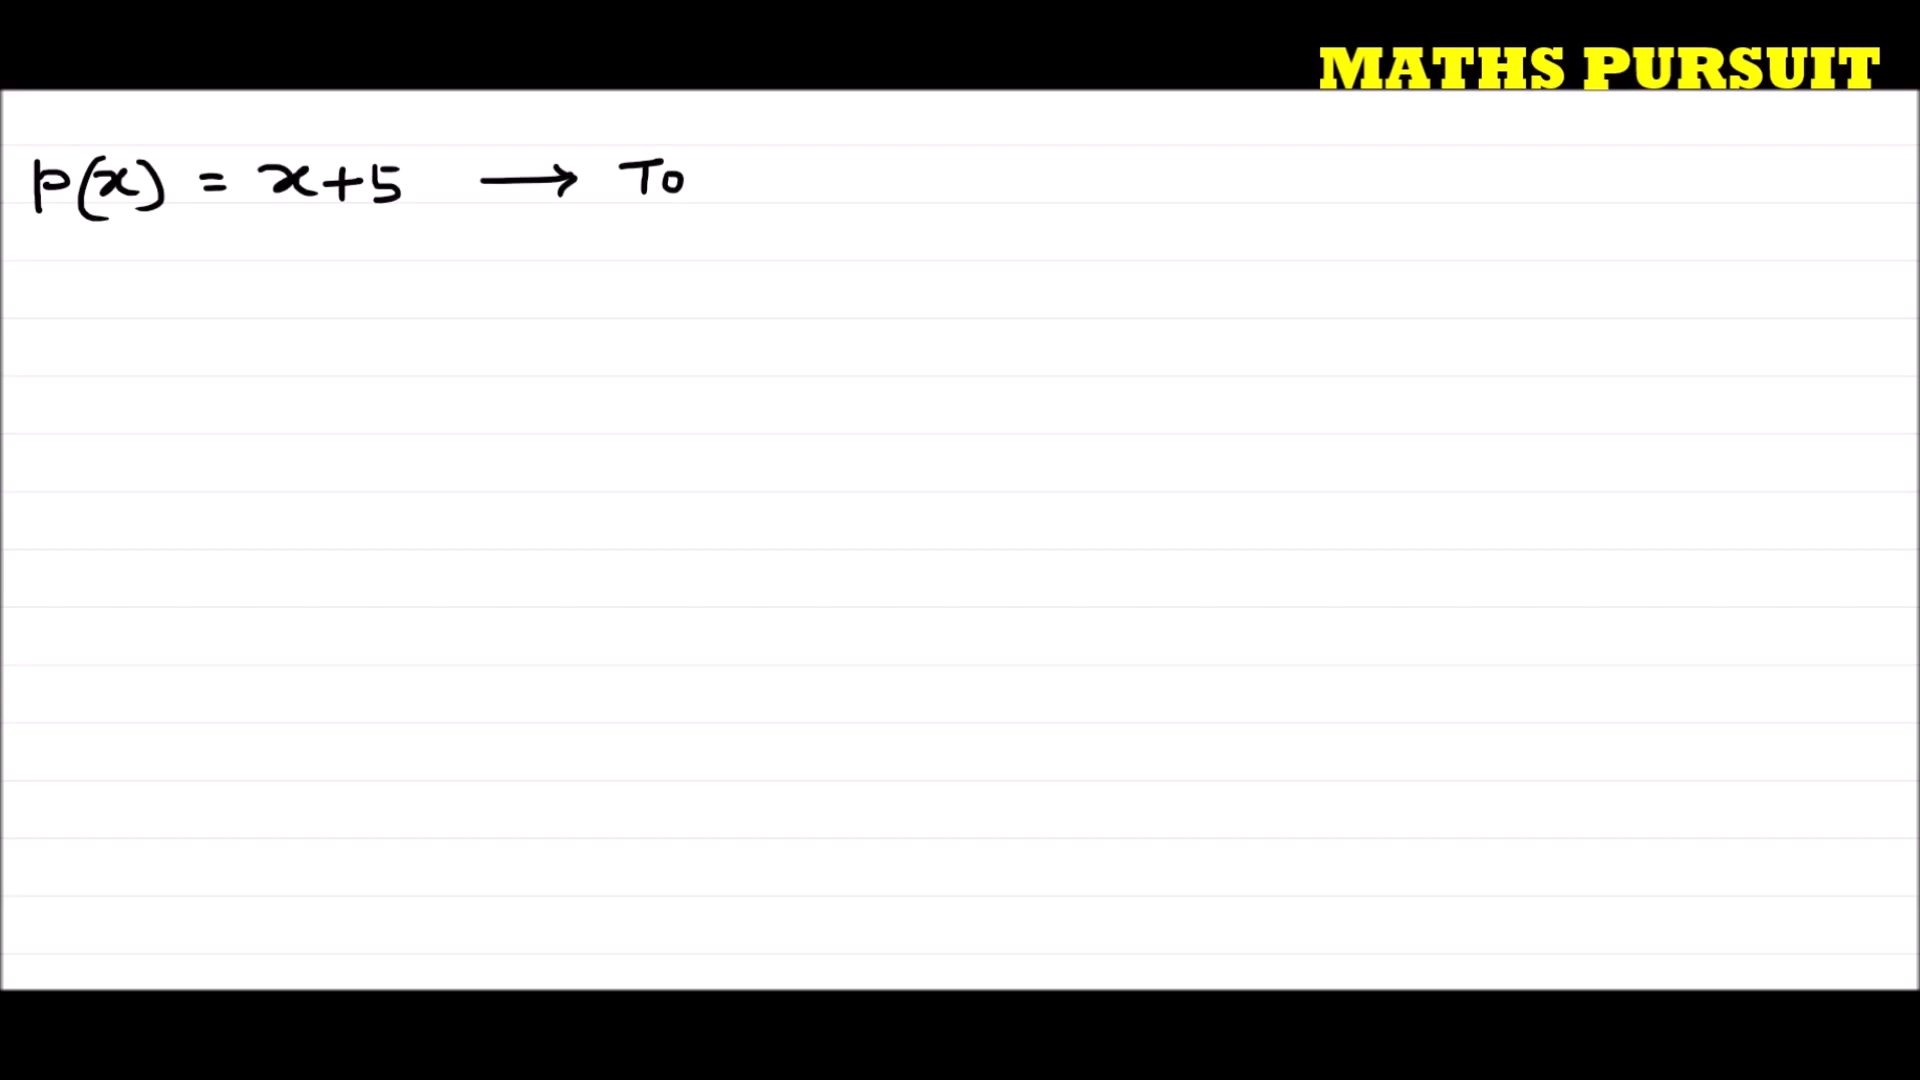 MATHS PURSUIT
p(x) = x+5 → To